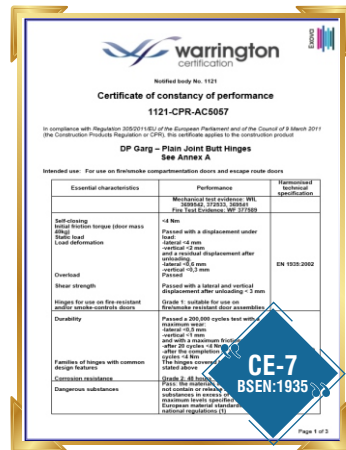 warrington
certification
Exova
Notified body No. 1121
Certificate of constancy of performance
1121-CPR-AC5057
In compliance with Regulation 305/2011/EU of the European Parliament and of the Council of 9 March 2011
(the Construction Products Regulation or CPR), this certificate applies to the construction product
DP Garg – Plain Joint Butt Hinges
See Annex A
Intended use: For use on fire/smoke compartmentation doors and escape route doors
Essential characteristics Performance Harmonised
technical
specification
Mechanical test evidence: WIL
Fire Test Evidence: WF 377589
Self-closing <4 Nm
Initial friction torque (door mass
40kg) Passed with a displacement under
Static load load:
Load deformation -lateral <4 mm
-vertical <2 mm
and a residual displacement after
unloading.
-lateral <0,6 mm
-vertical <0,3 mm
Overload Passed
EN 1935:2002
Shear strength Passed with a lateral and vertical
displacement after unloading < 3 mm
Hinges for use on fire-resistant Grade 1: suitable for use on
and/or smoke-controls doors fire/smoke resistant door assemblies
Durability Passed a 200,000 cycles test with a
maximum wear:
-lateral <0,5 mm
-vertical <1 mm
and with a maximum friction
-after 20 cycles <4 N
-after the completion
cycles <4 Nm
Families of hinges with common The hinges covered
design features stated above
Corrosion resistance Grade 2: 48 hours
Dangerous substances Pass: the materials
not contain or release
substances in excess of
maximum levels specified
European material standards
national regulations (1)
CE-7
BSEN:1935
Page 1 of 3